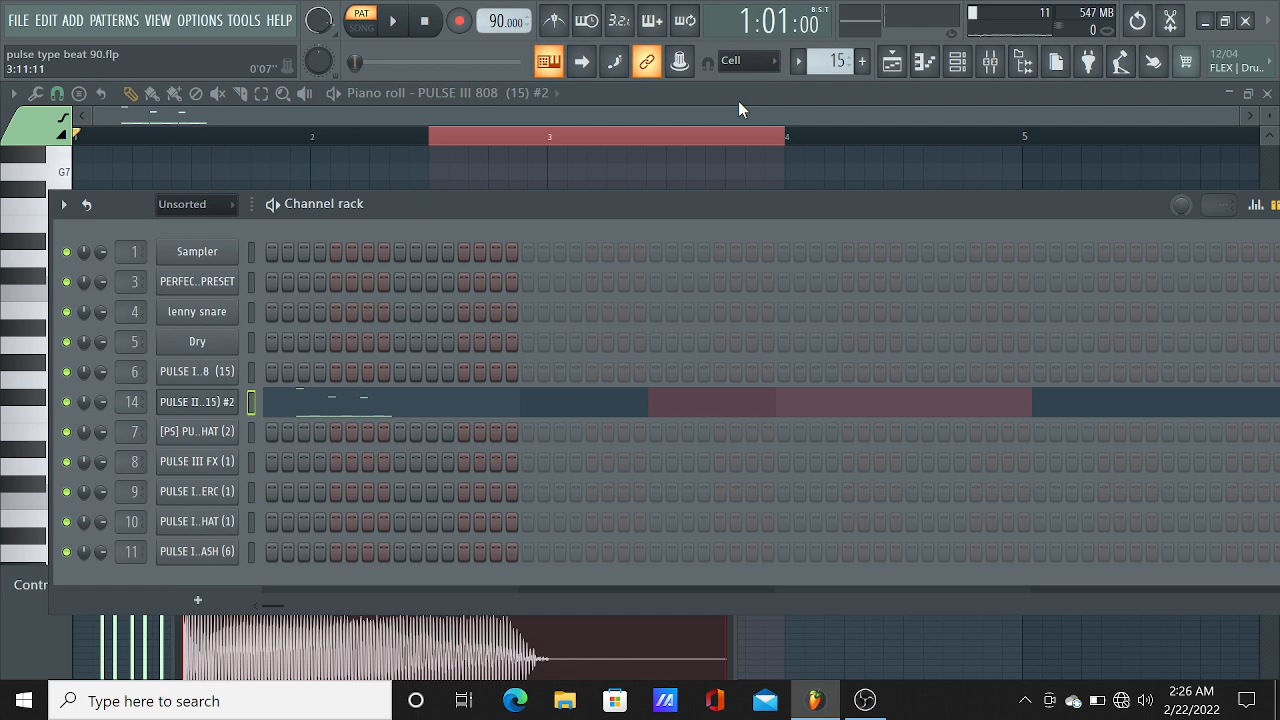 FILE EDIT ADD PATTERNS VIEW OPTIONS TOOLS HELP
PAT
SONG
90.000
3.2.
1:01:00
B:S:T
11
547 MB
0
pulse type beat 90.flp
3:11:11
0'07"
Cell
15
12/04
FLEX | Dru..
Piano roll - PULSE III 808 (15) #2
2
3
4
5
G7
Unsorted
Channel rack
1 Sampler
3 PERFEC..PRESET
4 lenny snare
5 Dry
6 PULSE I..8 (15)
14 PULSE II..15) #2
7 [PS] PU..HAT (2)
8 PULSE III FX (1)
9 PULSE I..ERC (1)
10 PULSE I..HAT (1)
11 PULSE I..ASH (6)
Contr
+
Type here to search
2:26 AM
2/22/2022